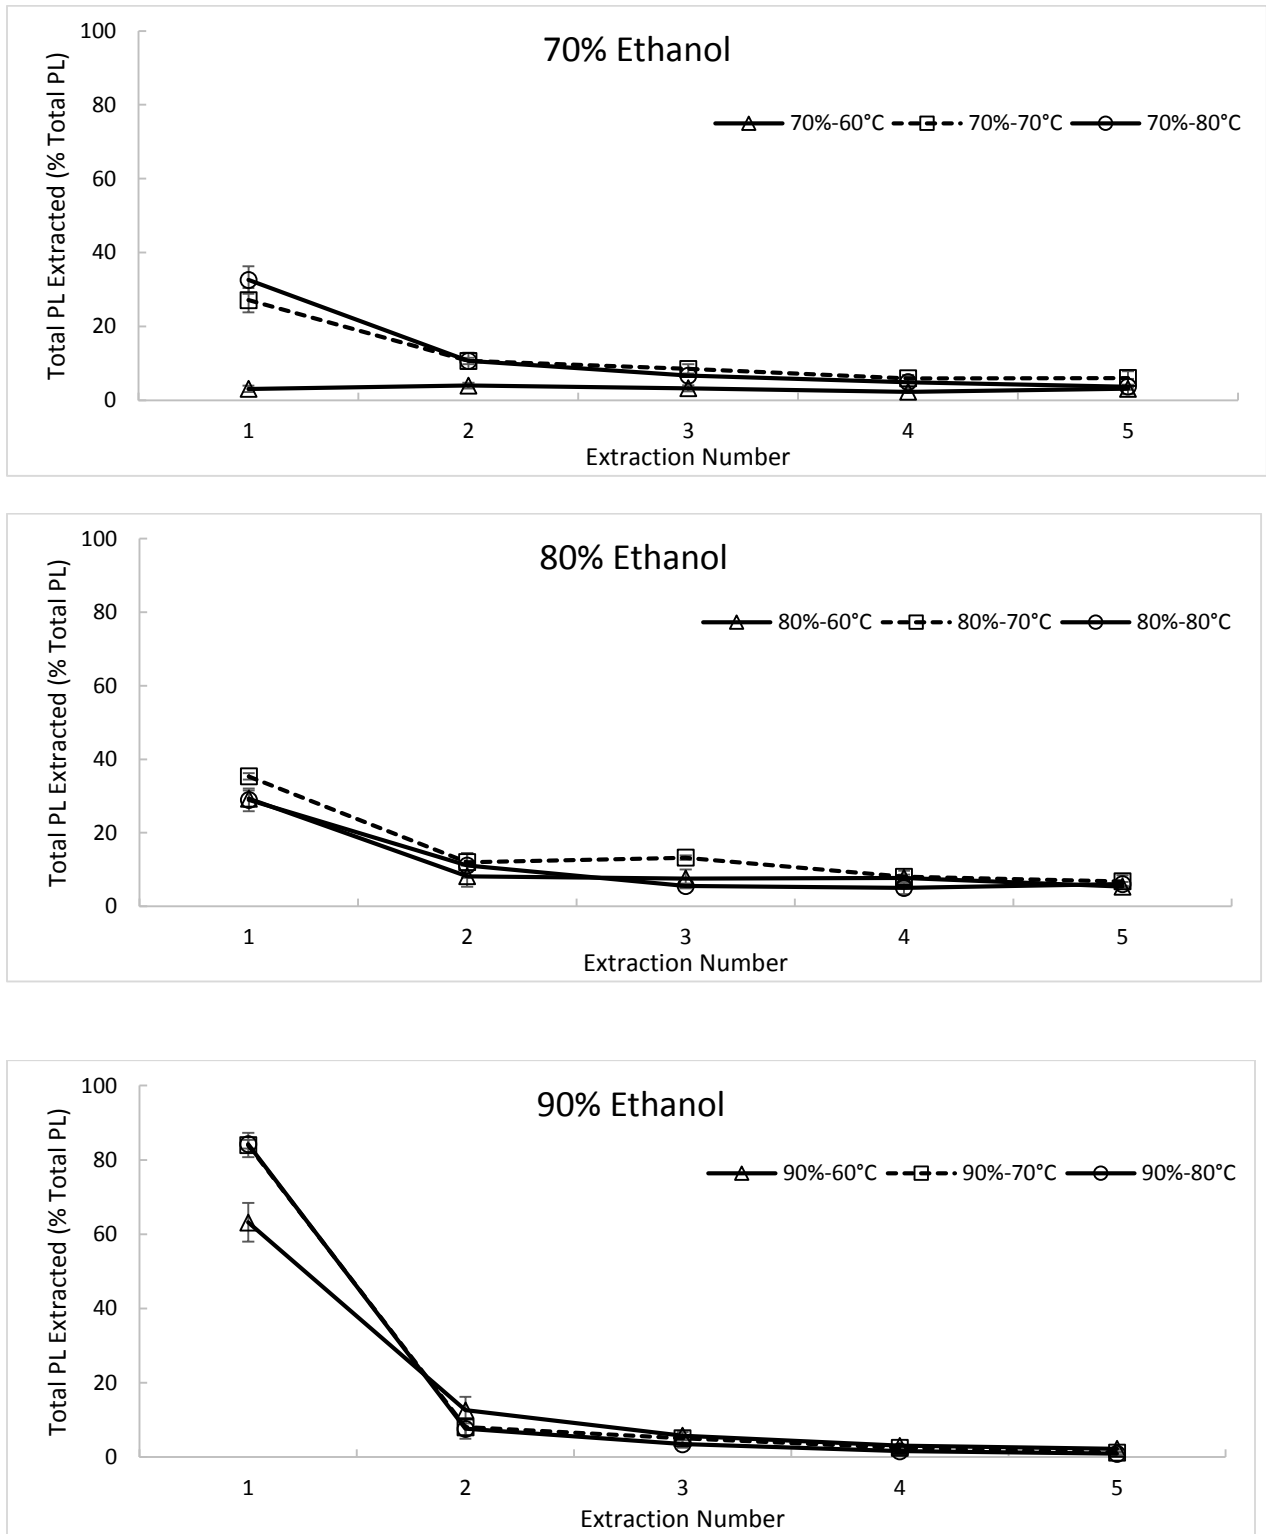 70% Ethanol
Total PL Extracted (% Total PL)
100
80
60
40
20
0
70%-60°C 70%-70°C 70%-80°C
1 2 3 4 5
Extraction Number
80% Ethanol
Total PL Extracted (% Total PL)
100
80
60
40
20
0
80%-60°C 80%-70°C 80%-80°C
1 2 3 4 5
Extraction Number
90% Ethanol
Total PL Extracted (% Total PL)
100
80
60
40
20
0
90%-60°C 90%-70°C 90%-80°C
1 2 3 4 5
Extraction Number